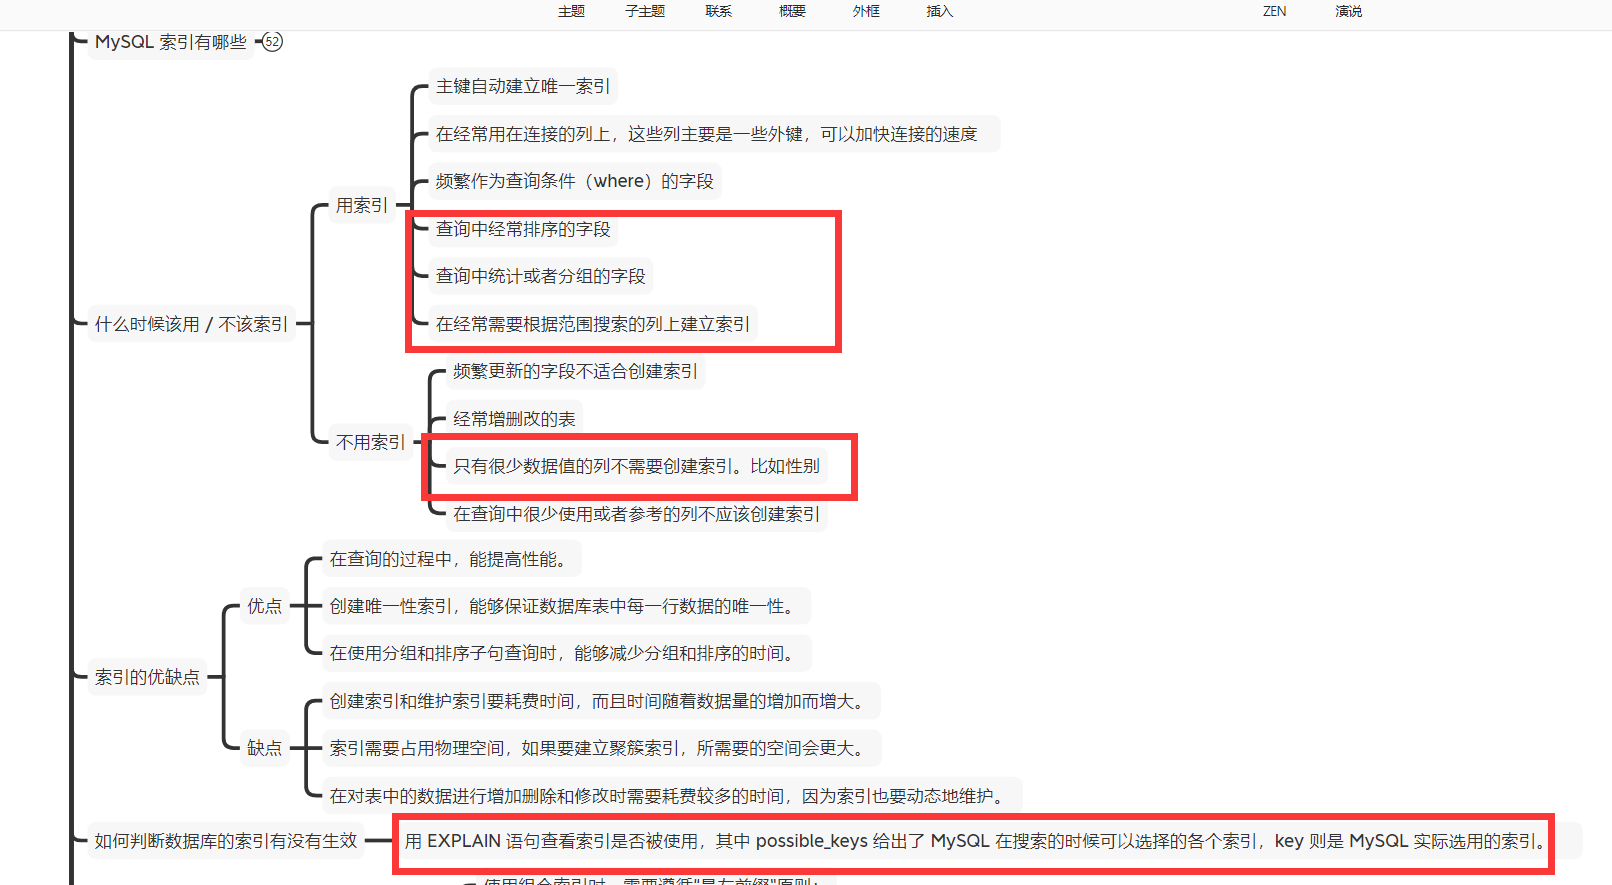 主题 子主题 联系 概要 外框 插入 ZEN 演说
MySQL 索引有哪些 52
主键自动建立唯一索引
在经常用在连接的列上，这些列主要是一些外键，可以加快连接的速度
频繁作为查询条件（where）的字段
用索引
查询中经常排序的字段
查询中统计或者分组的字段
什么时候该用 / 不该索引
在经常需要根据范围搜索的列上建立索引
频繁更新的字段不适合创建索引
经常增删改的表
不用索引
只有很少数据值的列不需要创建索引。比如性别
在查询中很少使用或者参考的列不应该创建索引
在查询的过程中，能提高性能。
优点
创建唯一性索引，能够保证数据库表中每一行数据的唯一性。
在使用分组和排序子句查询时，能够减少分组和排序的时间。
索引的优缺点
创建索引和维护索引要耗费时间，而且时间随着数据量的增加而增大。
缺点
索引需要占用物理空间，如果要建立聚簇索引，所需要的空间会更大。
在对表中的数据进行增加删除和修改时需要耗费较多的时间，因为索引也要动态地维护。
如何判断数据库的索引有没有生效
用 EXPLAIN 语句查看索引是否被使用，其中 possible_keys 给出了 MySQL 在搜索的时候可以选择的各个索引，key 则是 MySQL 实际选用的索引。
使用组合索引时，需要遵循"最左前缀"原则；